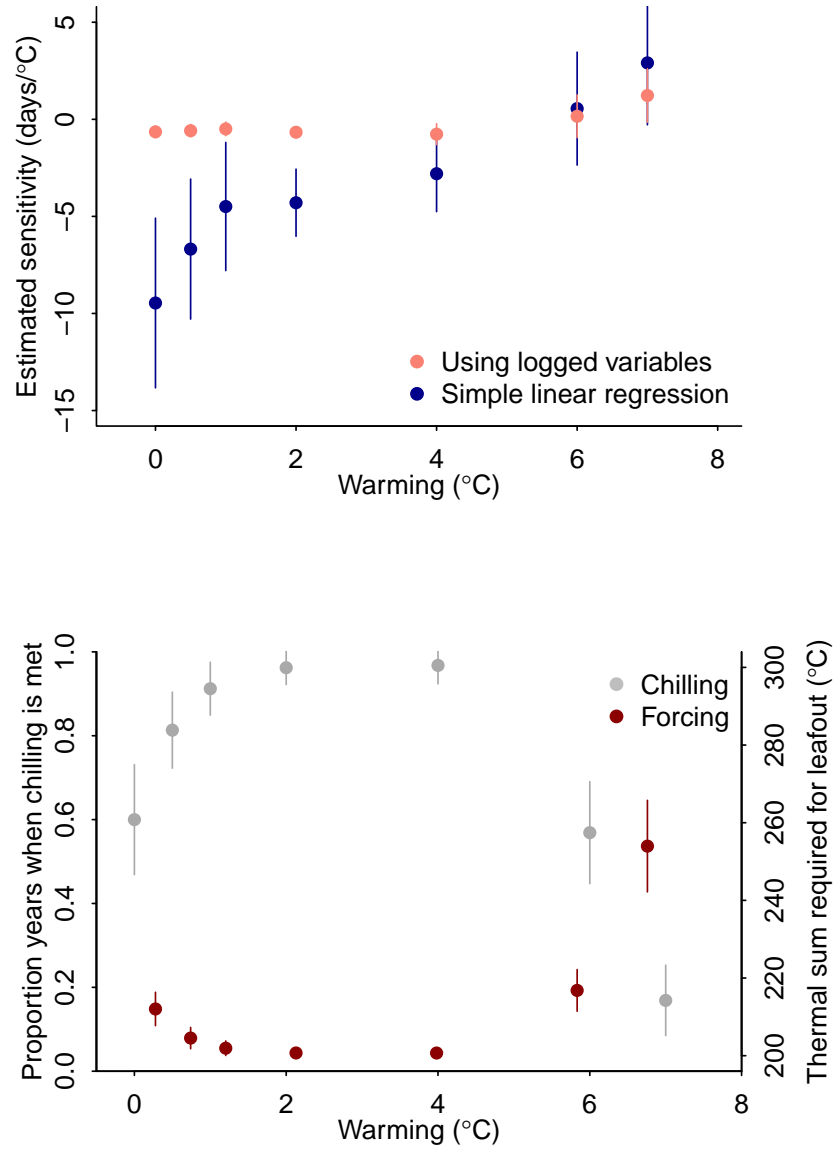 Estimated sensitivity (days/°C)
5
0
−5
−10
−15
Using logged variables
Simple linear regression
0 2 4 6 8
Warming (°C)
Proportion years when chilling is met
1.0
0.8
0.6
0.4
0.2
0.0
Chilling
Forcing
Thermal sum required for leafout (°C)
300
280
260
240
220
200
0 2 4 6 8
Warming (°C)